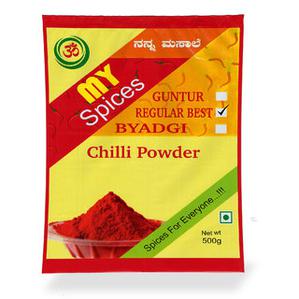 ನನ್ನ ಮಸಾಲೆ
ॐ
MY
Spices
GUNTUR
REGULAR BEST
BYADGI
Chilli Powder
Spices For Everyone...!!!
Net wt
500g